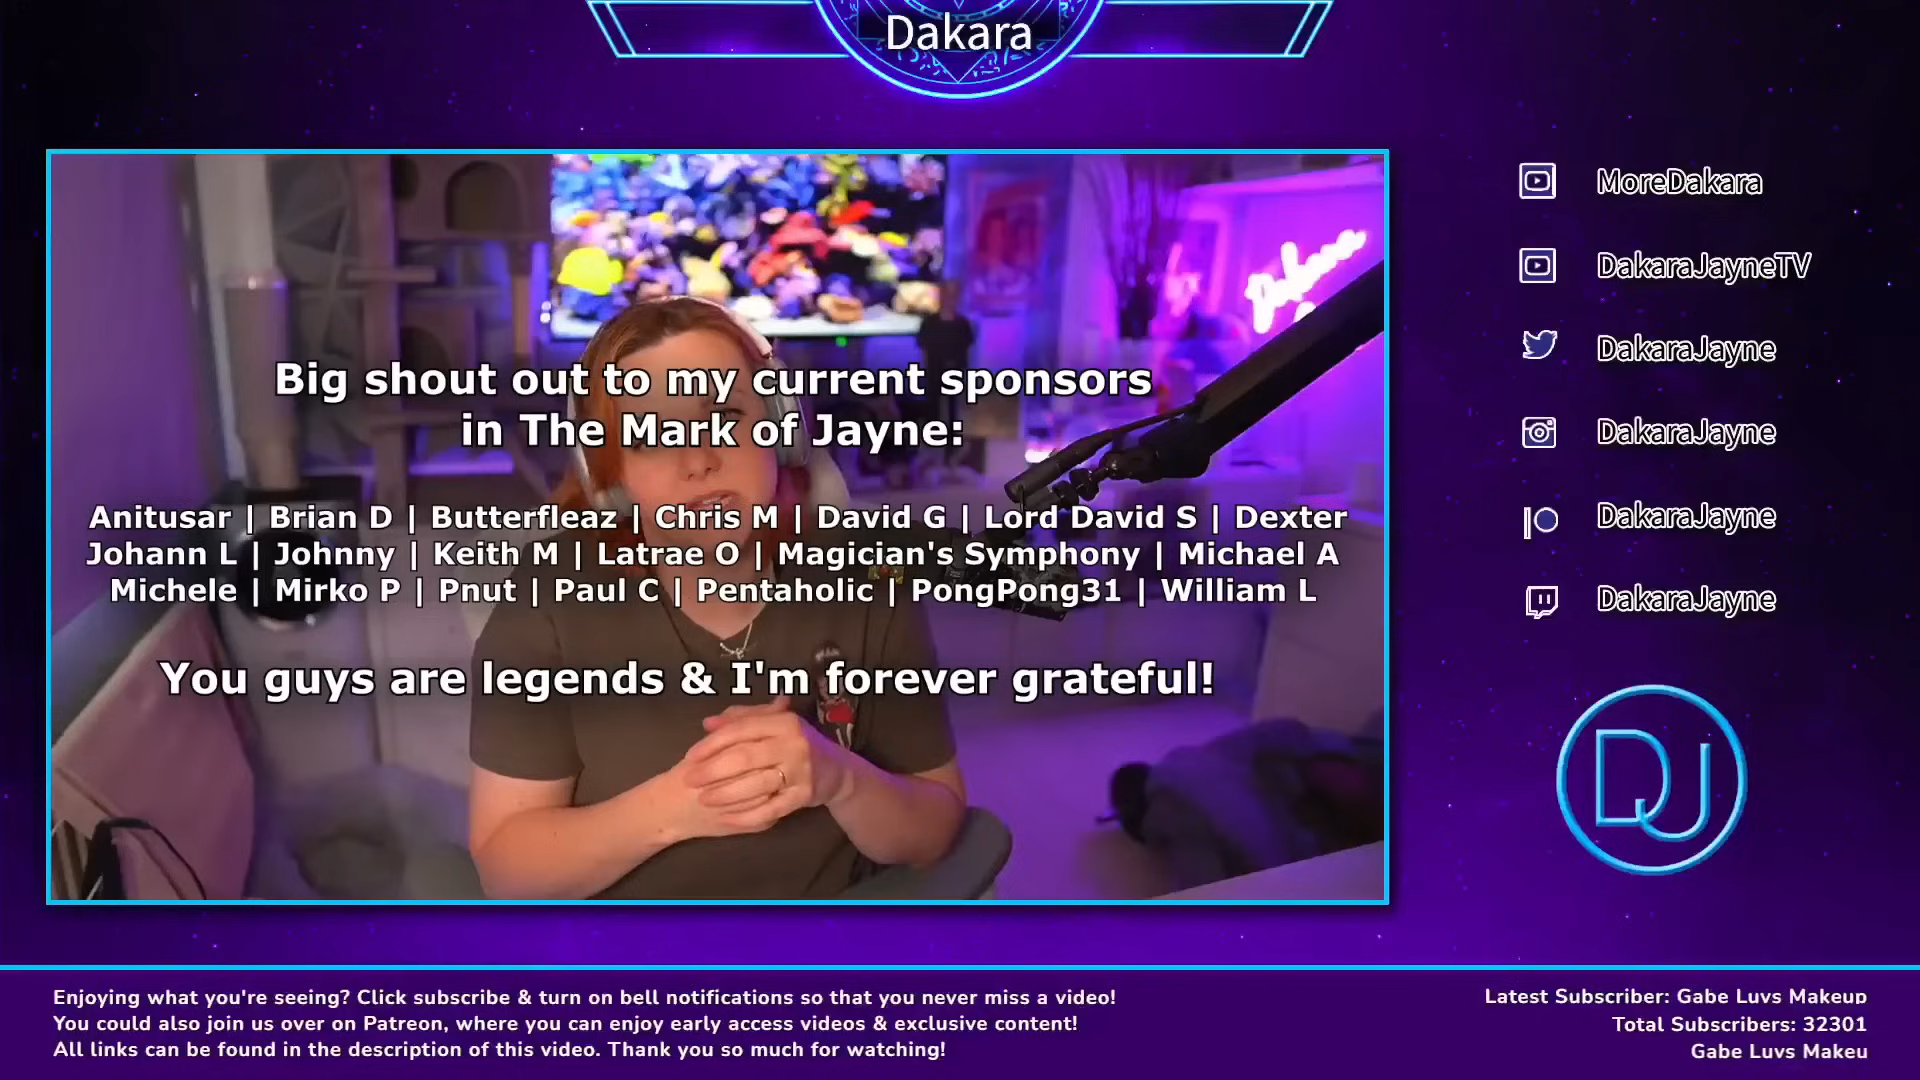 Dakara
MoreDakara
DakaraJayneTV
DakaraJayne
DakaraJayne
DakaraJayne
DakaraJayne
DJ
Dakara
Big shout out to my current sponsors
in The Mark of Jayne:
Anitusar | Brian D | Butterfleaz | Chris M | David G | Lord David S | Dexter
Johann L | Johnny | Keith M | Latrae O | Magician's Symphony | Michael A
Michele | Mirko P | Pnut | Paul C | Pentaholic | PongPong31 | William L
You guys are legends & I'm forever grateful!
Enjoying what you're seeing? Click subscribe & turn on bell notifications so that you never miss a video!
You could also join us over on Patreon, where you can enjoy early access videos & exclusive content!
All links can be found in the description of this video. Thank you so much for watching!
Latest Subscriber: Gabe Luvs Makeup
Total Subscribers: 32301
Gabe Luvs Makeu